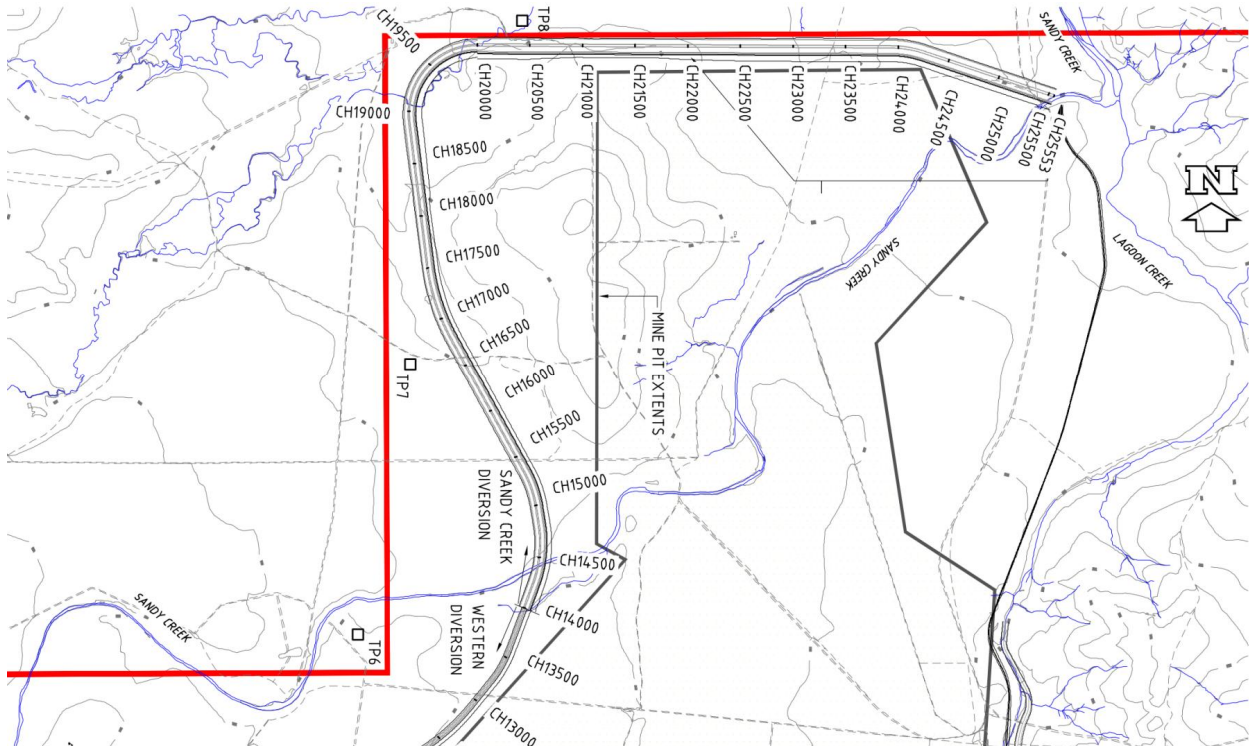 CH19500
TP8
SANDY CREEK
CH20000
CH20500
CH21000
CH21500
CH22000
CH22500
CH23000
CH23500
CH24000
CH24500
CH25000
CH25500
CH25553
CH19000
CH18500
N
CH18000
LAGOON CREEK
CH17500
SANDY CREEK
CH17000
MINE PIT EXTENTS
CH16500
TP7
CH16000
CH15500
CH15000
SANDY CREEK
DIVERSION
CH14500
SANDY CREEK
CH14000
WESTERN
DIVERSION
TP6
CH13500
CH13000